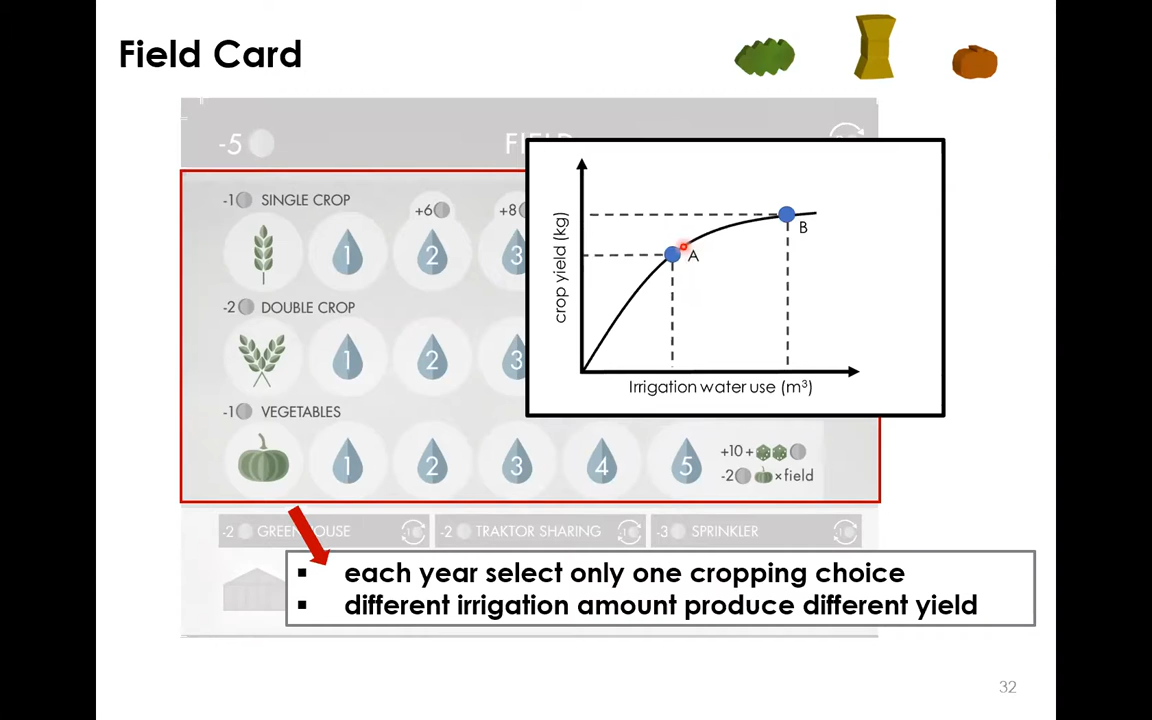 Field Card
-5 FIELD
-1 SINGLE CROP
+6 +8
1 2 3
-2 DOUBLE CROP
1 2 3
-1 VEGETABLES
1 2 3 4 5
+10+
-2 ×field
crop yield (kg)
A
B
Irrigation water use (m³)
-2 GREENHOUSE -2 TRAKTOR SHARING -3 SPRINKLER
▪ each year select only one cropping choice
▪ different irrigation amount produce different yield
32